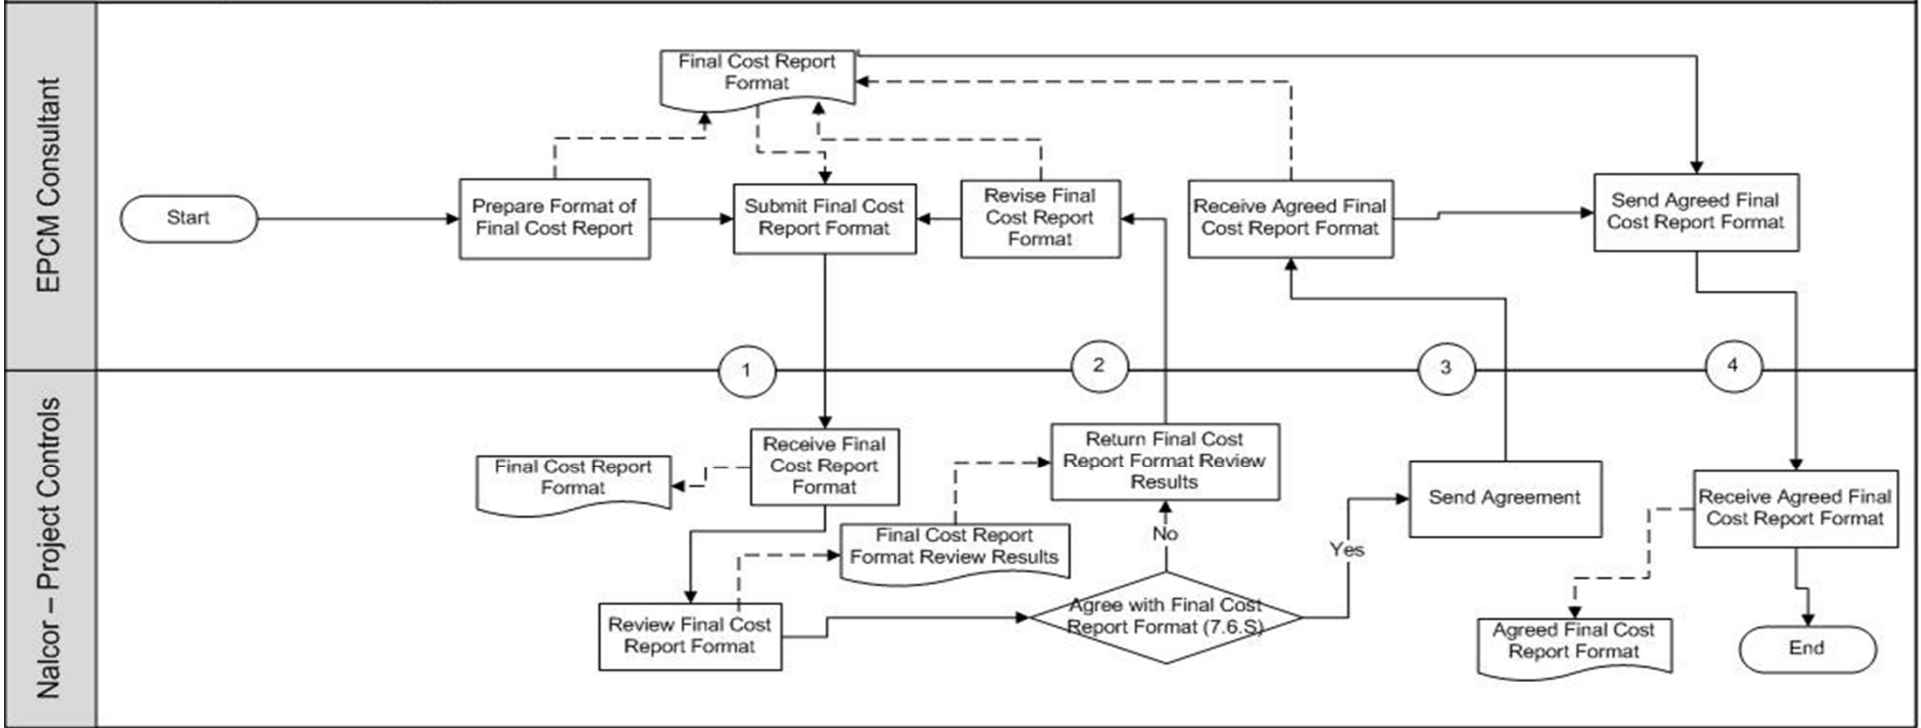 EPCM Consultant
Final Cost Report
Format
Start
Prepare Format of
Final Cost Report
Submit Final Cost
Report Format
Revise Final
Cost Report
Format
Receive Agreed Final
Cost Report Format
Send Agreed Final
Cost Report Format
1
2
3
4
Nalcor – Project Controls
Final Cost Report
Format
Receive Final
Cost Report
Format
Return Final Cost
Report Format Review
Results
Send Agreement
Receive Agreed Final
Cost Report Format
Final Cost Report
Format Review Results
No
Yes
Review Final Cost
Report Format
Agree with Final Cost
Report Format (7.6.S)
Agreed Final Cost
Report Format
End